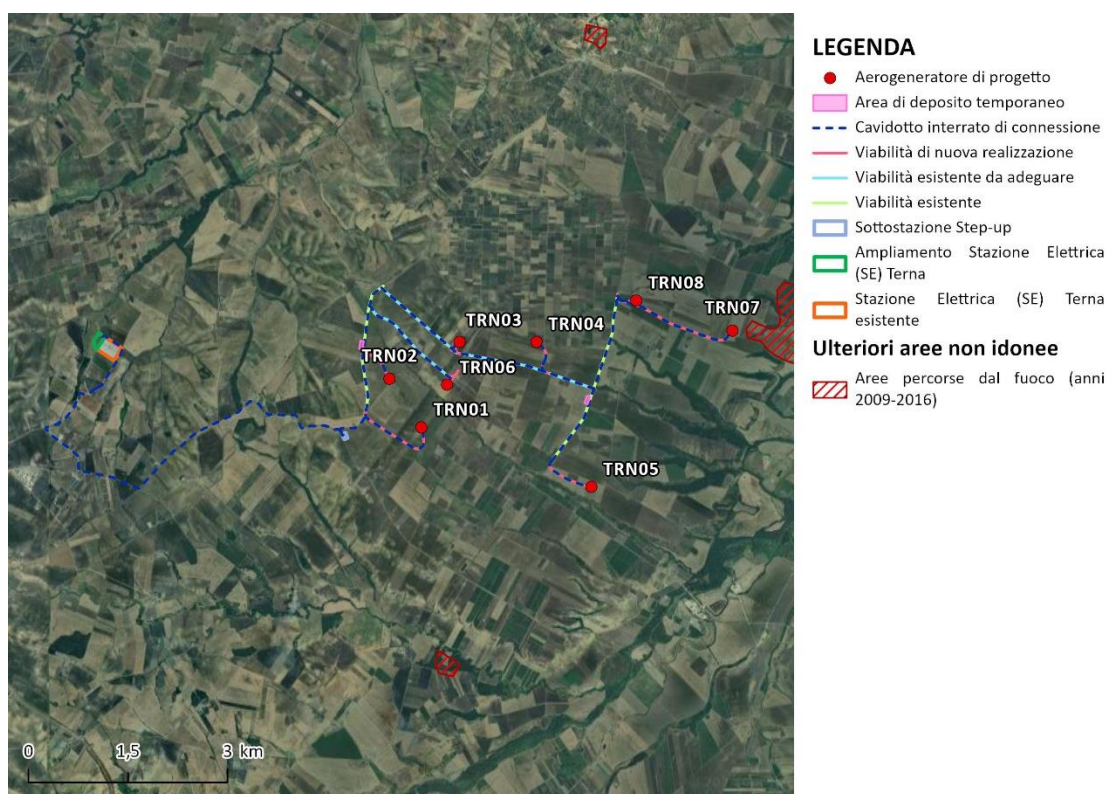 LEGENDA
Aerogeneratore di progetto
Area di deposito temporaneo
Cavidotto interrato di connessione
Viabilità di nuova realizzazione
Viabilità esistente da adeguare
Viabilità esistente
Sottostazione Step-up
Ampliamento Stazione Elettrica
(SE) Terna
Stazione Elettrica (SE) Terna
esistente
Ulteriori aree non idonee
Aree percorse dal fuoco (anni
2009-2016)
TRN08
TRN07
TRN03
TRN04
TRN02
TRN06
TRN01
TRN05
0 1,5 3 km